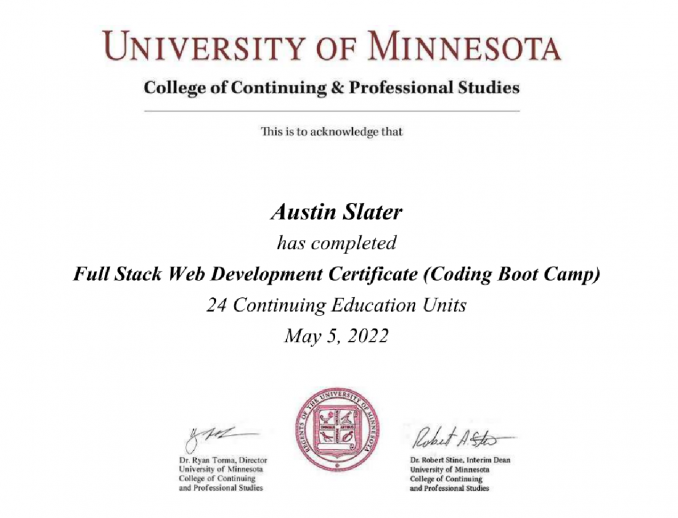 UNIVERSITY OF MINNESOTA
College of Continuing & Professional Studies
This is to acknowledge that
Austin Slater
has completed
Full Stack Web Development Certificate (Coding Boot Camp)
24 Continuing Education Units
May 5, 2022
REGENTS OF THE UNIVERSITY OF MINNESOTA
Dr. Ryan Torma, Director
University of Minnesota
College of Continuing
and Professional Studies
Dr. Robert Stine, Interim Dean
University of Minnesota
College of Continuing
and Professional Studies